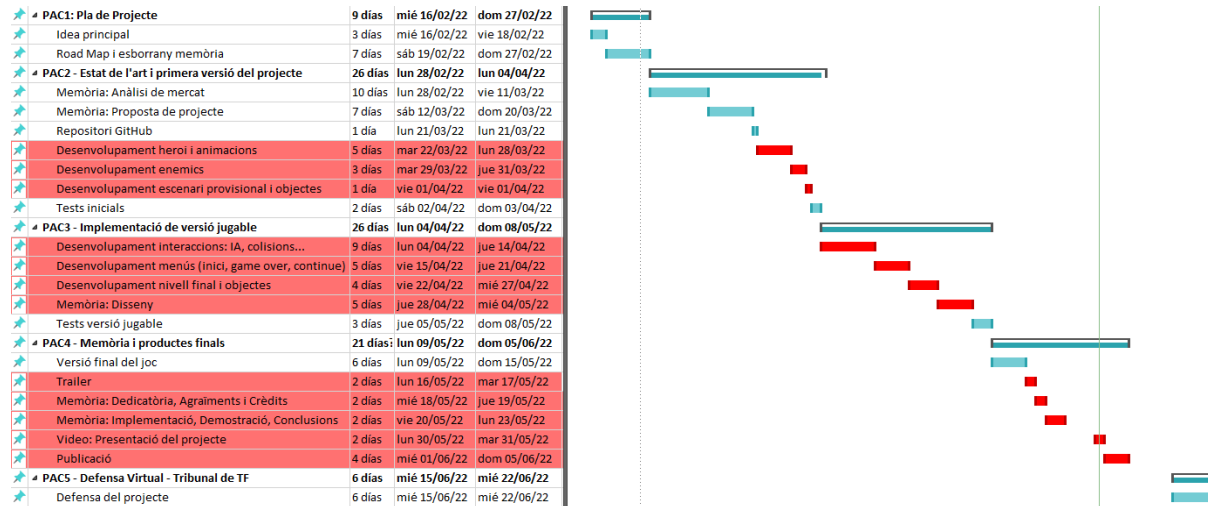 PAC1: Pla de Projecte 9 días mié 16/02/22 dom 27/02/22
Idea principal 3 días mié 16/02/22 vie 18/02/22
Road Map i esborrany memòria 7 días sáb 19/02/22 dom 27/02/22
PAC2 - Estat de l'art i primera versió del projecte 26 días lun 28/02/22 lun 04/04/22
Memòria: Anàlisi de mercat 10 días lun 28/02/22 vie 11/03/22
Memòria: Proposta de projecte 7 días sáb 12/03/22 dom 20/03/22
Repositori GitHub 1 día lun 21/03/22 lun 21/03/22
Desenvolupament heroi i animacions 5 días mar 22/03/22 lun 28/03/22
Desenvolupament enemics 3 días mar 29/03/22 jue 31/03/22
Desenvolupament escenari provisional i objectes 1 día vie 01/04/22 vie 01/04/22
Tests inicials 2 días sáb 02/04/22 dom 03/04/22
PAC3 - Implementació de versió jugable 26 días lun 04/04/22 dom 08/05/22
Desenvolupament interaccions: IA, colisions... 9 días lun 04/04/22 jue 14/04/22
Desenvolupament menús (inici, game over, continue) 5 días vie 15/04/22 jue 21/04/22
Desenvolupament nivell final i objectes 4 días vie 22/04/22 mié 27/04/22
Memòria: Disseny 5 días jue 28/04/22 mié 04/05/22
Tests versió jugable 3 días jue 05/05/22 dom 08/05/22
PAC4 - Memòria i productes finals 21 días? lun 09/05/22 dom 05/06/22
Versió final del joc 6 días lun 09/05/22 dom 15/05/22
Trailer 2 días lun 16/05/22 mar 17/05/22
Memòria: Dedicatòria, Agraïments i Crèdits 2 días mié 18/05/22 jue 19/05/22
Memòria: Implementació, Demostració, Conclusions 2 días vie 20/05/22 lun 23/05/22
Video: Presentació del projecte 2 días lun 30/05/22 mar 31/05/22
Publicació 4 días mié 01/06/22 dom 05/06/22
PAC5 - Defensa Virtual - Tribunal de TF 6 días mié 15/06/22 mié 22/06/22
Defensa del projecte 6 días mié 15/06/22 mié 22/06/22